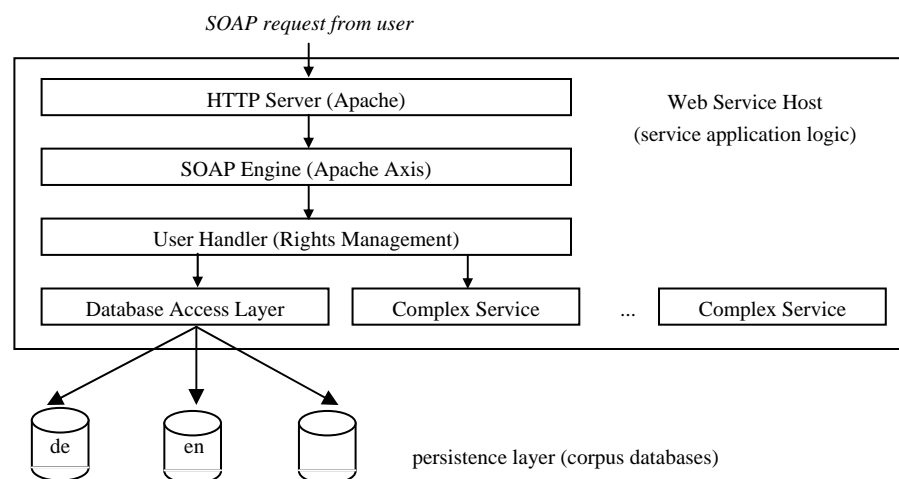 SOAP request from user
HTTP Server (Apache)
Web Service Host
(service application logic)
SOAP Engine (Apache Axis)
User Handler (Rights Management)
Database Access Layer
Complex Service
...
Complex Service
de
en
persistence layer (corpus databases)